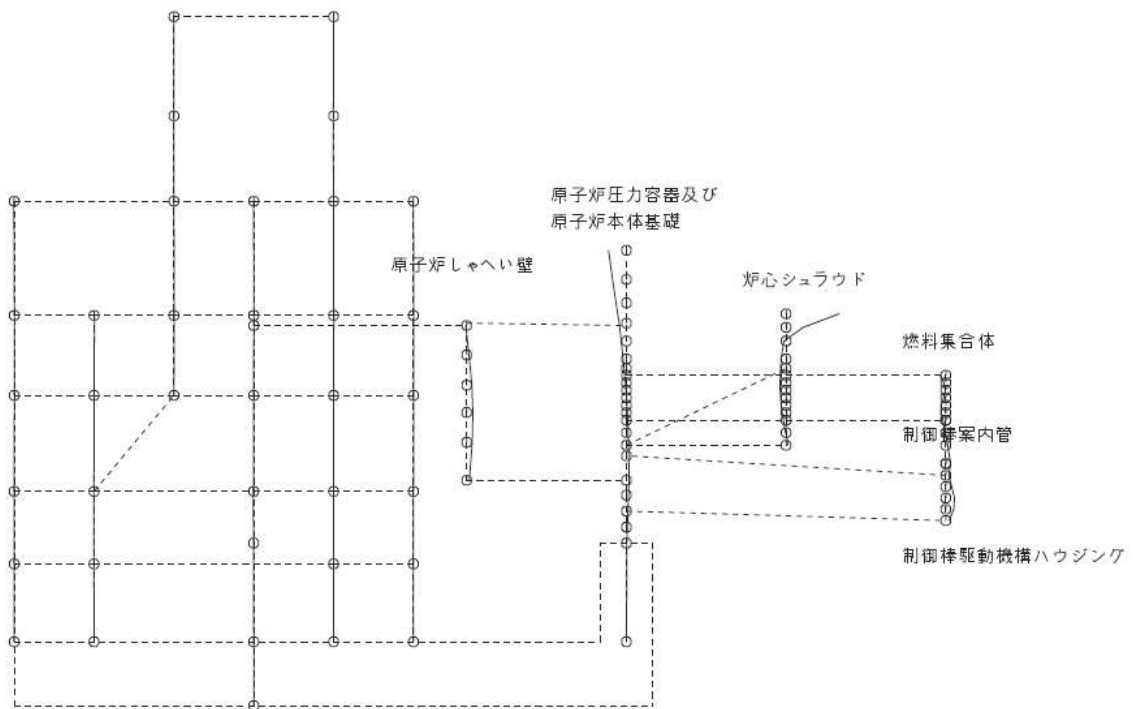 原子炉圧力容器及び
原子炉本体基礎
原子炉しゃへい壁
炉心シュラウド
燃料集合体
制御棒案内管
制御棒駆動機構ハウジング